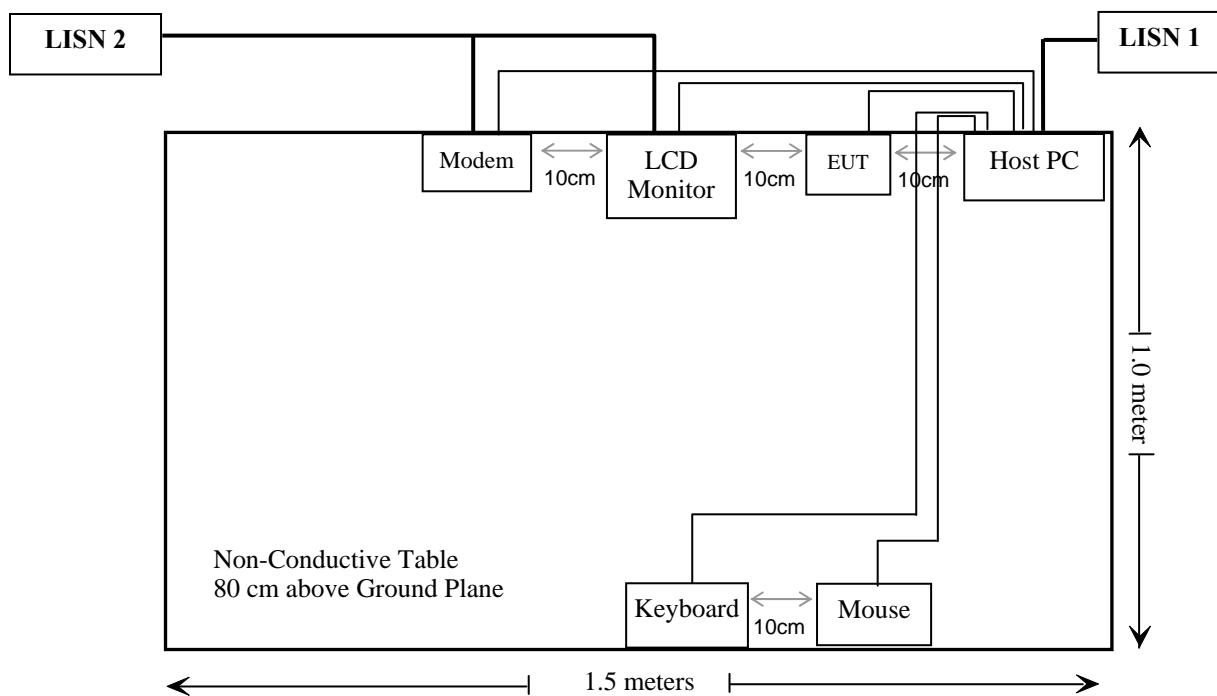 LISN 2
LISN 1
Modem
10cm
LCD
Monitor
10cm
EUT
10cm
Host PC
1.0 meter
Non-Conductive Table
80 cm above Ground Plane
Keyboard
10cm
Mouse
1.5 meters